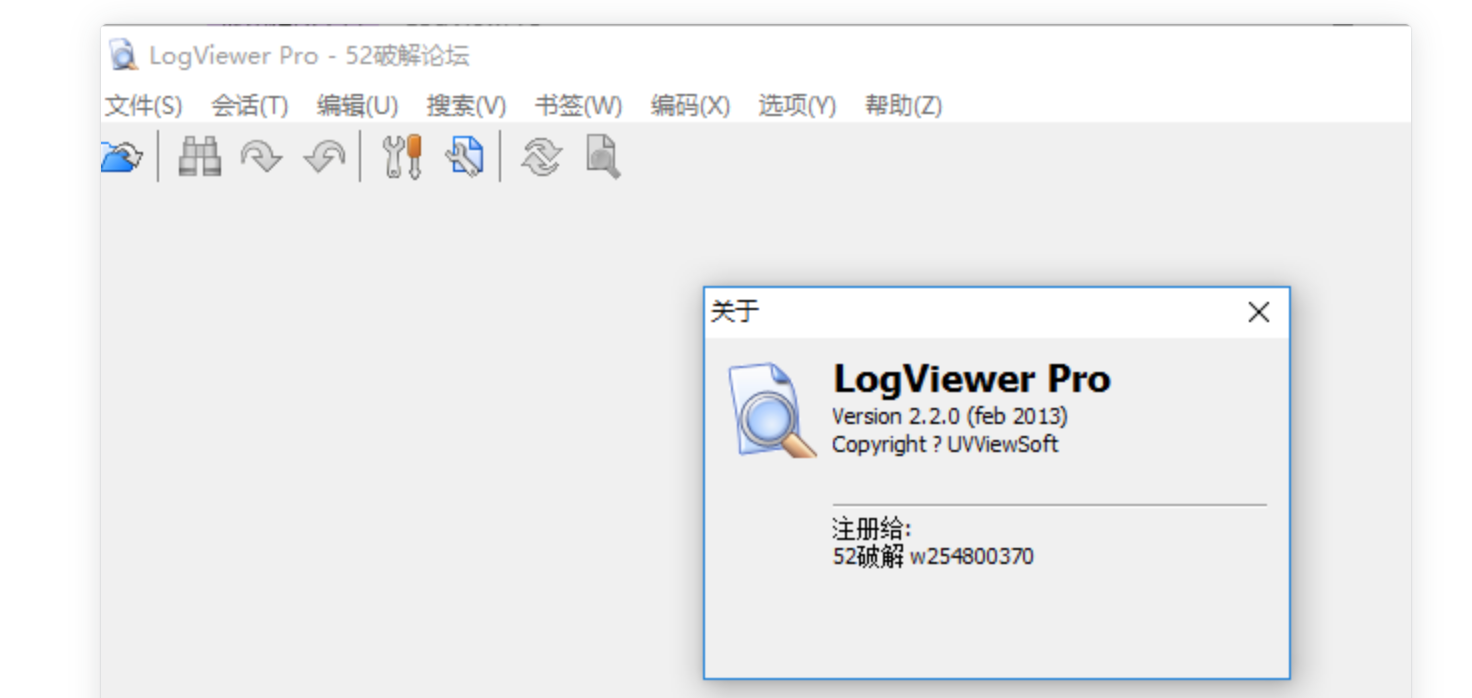 LogViewer Pro - 52破解论坛
文件(S) 会话(T) 编辑(U) 搜索(V) 书签(W) 编码(X) 选项(Y) 帮助(Z)
关于
LogViewer Pro
Version 2.2.0 (feb 2013)
Copyright ? UVViewSoft
注册给:
52破解 w254800370